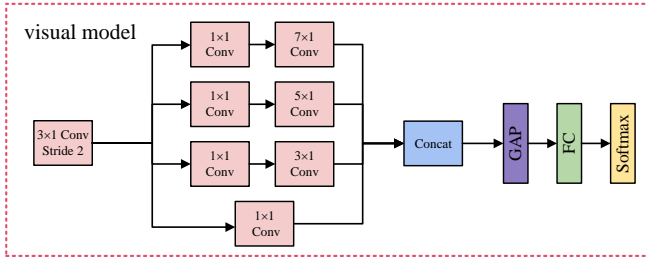 visual model
1×1
Conv
7×1
Conv
1×1
Conv
5×1
Conv
3×1 Conv
Stride 2
1×1
Conv
3×1
Conv
1×1
Conv
Concat
GAP
FC
Softmax